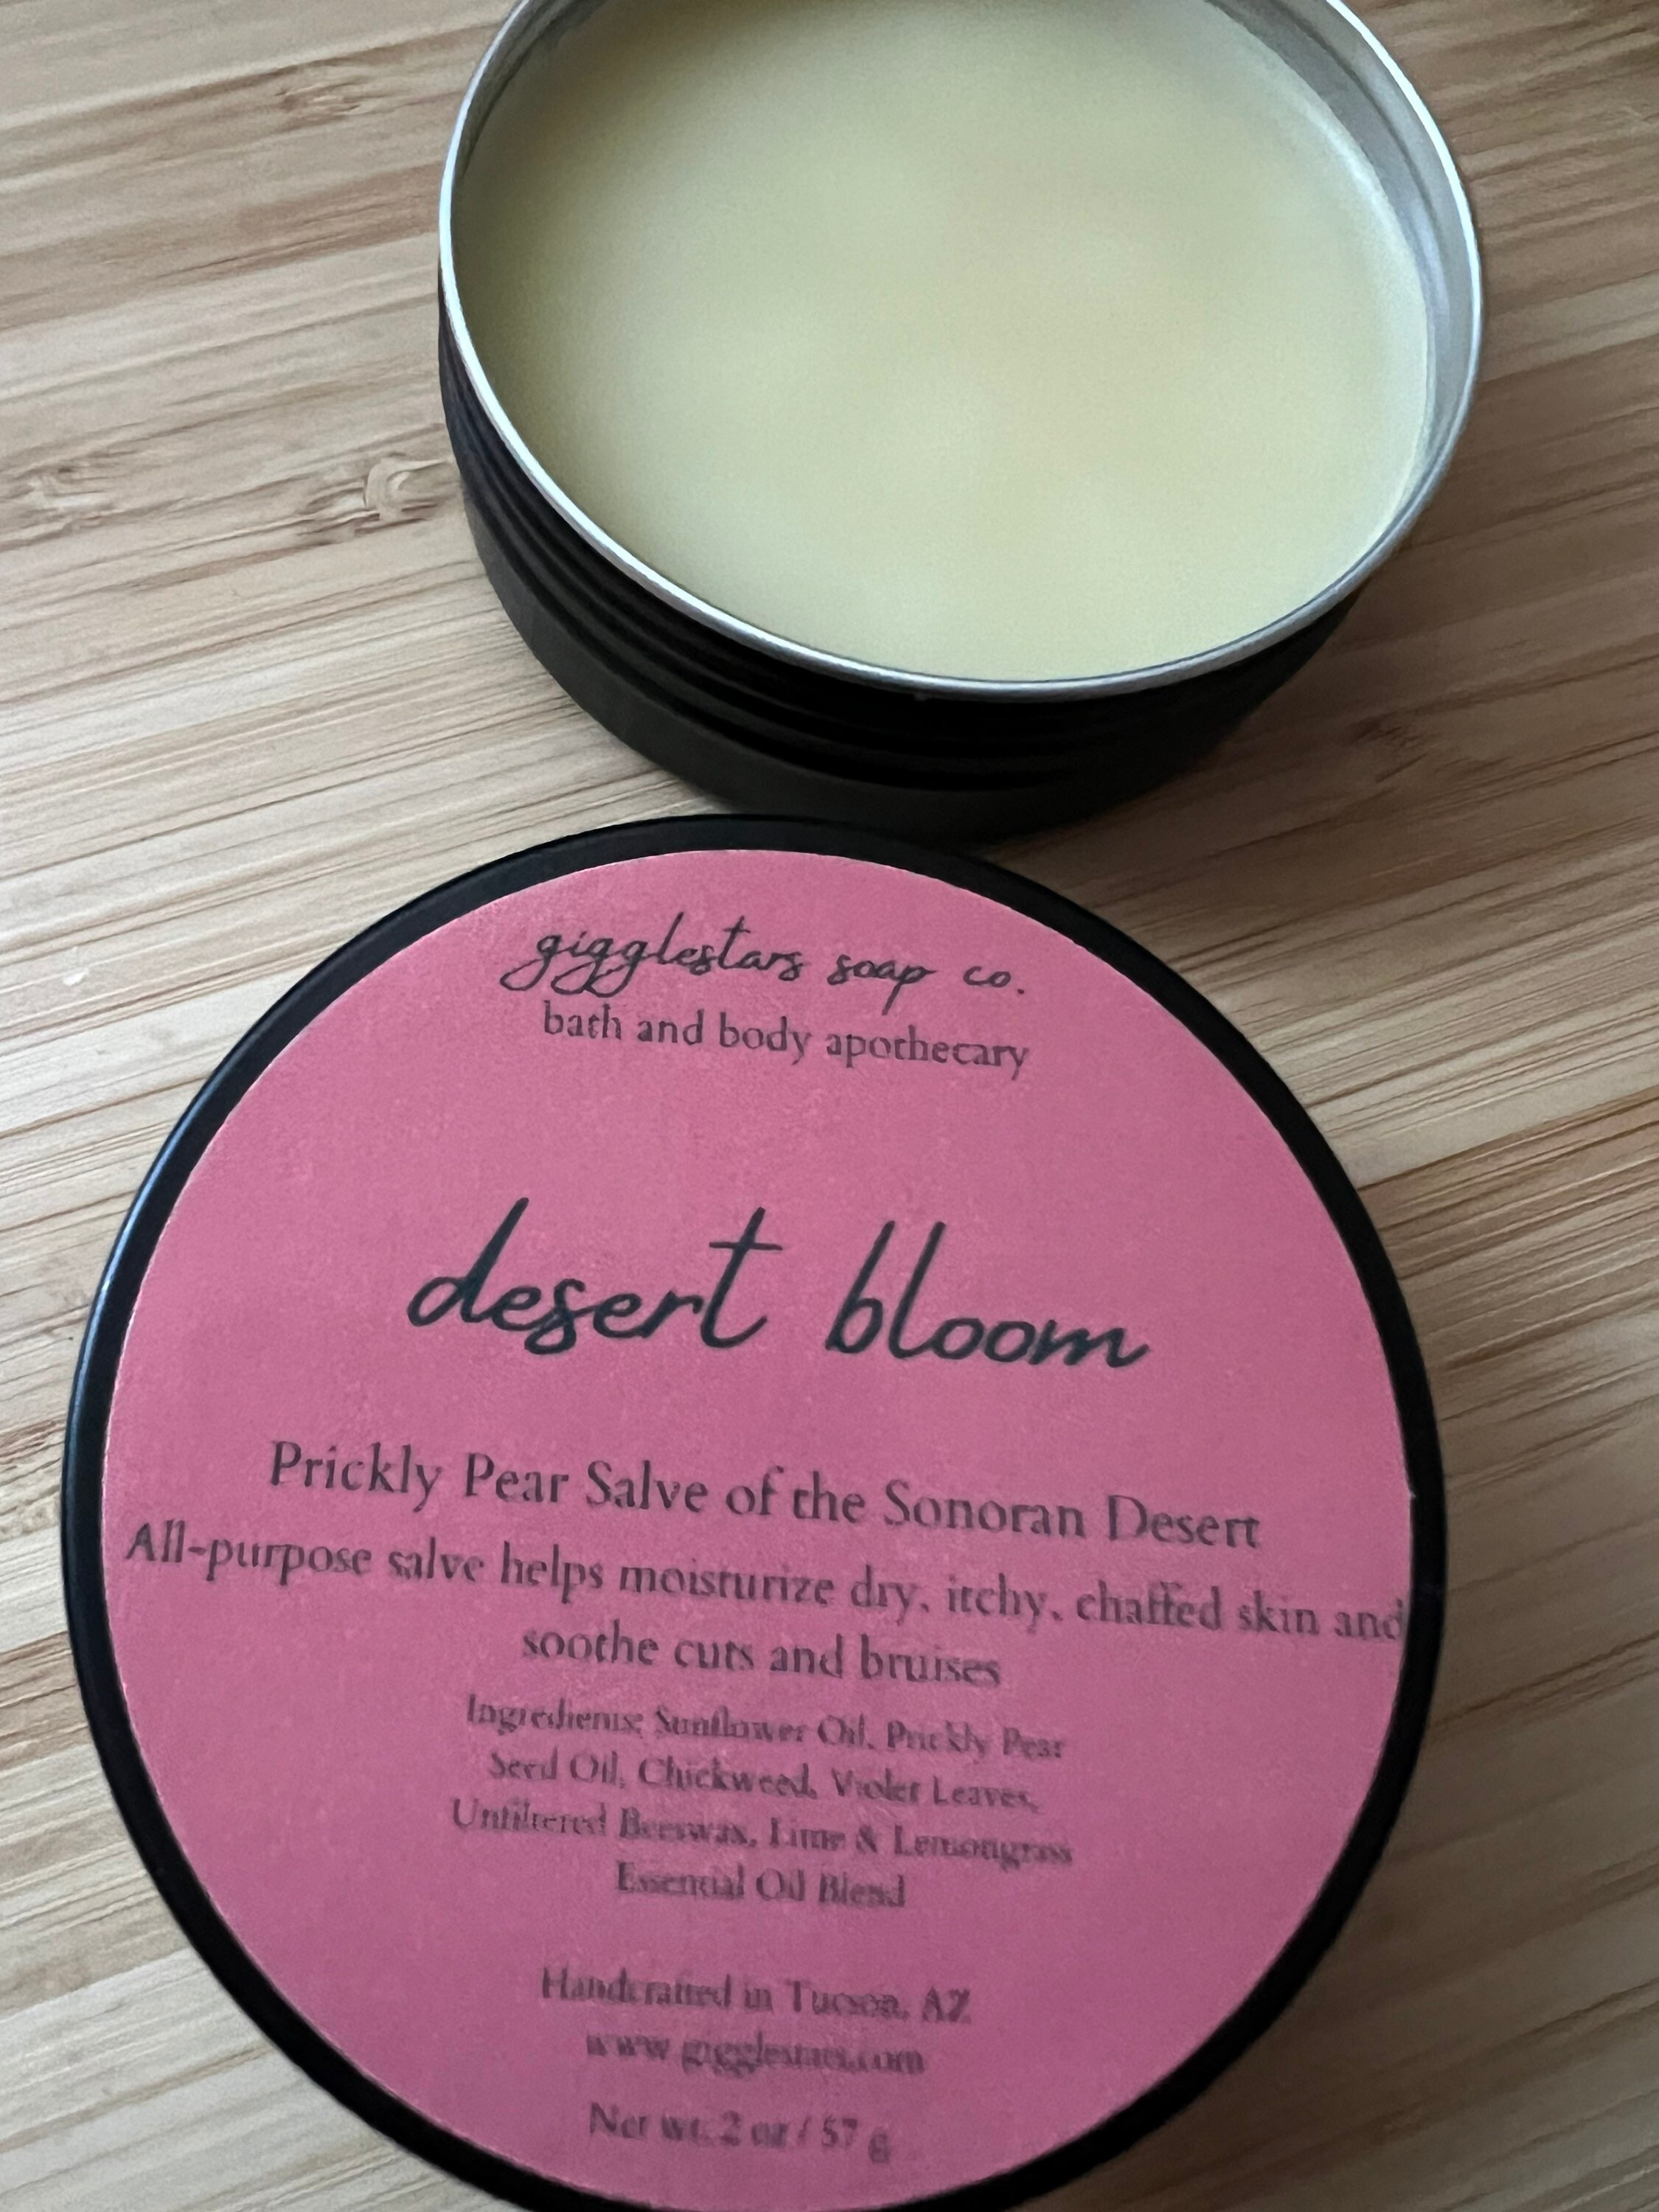 gigglestars soap co.
bath and body apothecary
desert bloom
Prickly Pear Salve of the Sonoran Desert
All-purpose salve helps moisturize dry, itchy, chaffed skin and
soothe cuts and bruises
Ingredients: Sunflower Oil, Prickly Pear
Seed Oil, Chickweed, Violet Leaves,
Unfiltered Beeswax, Lime & Lemongrass
Essential Oil Blend
Handcrafted in Tucson, AZ
www.gigglestars.com
Net wt. 2 oz / 57 g